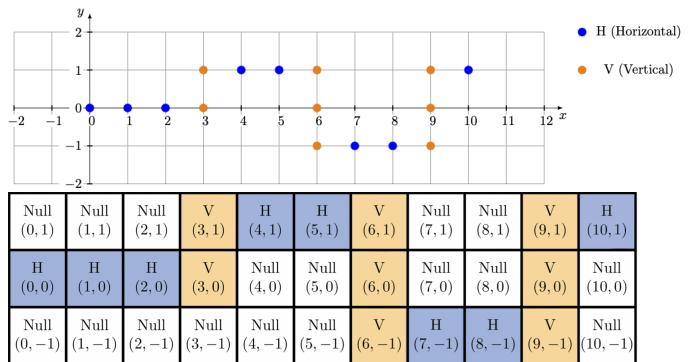 y
2
1
0
−1
−2
−2 −1 0 1 2 3 4 5 6 7 8 9 10 11 12 x
H (Horizontal)
V (Vertical)
Null Null Null V H H V Null Null V H
(0, 1) (1, 1) (2, 1) (3, 1) (4, 1) (5, 1) (6, 1) (7, 1) (8, 1) (9, 1) (10, 1)
H H H V Null Null V Null Null V Null
(0, 0) (1, 0) (2, 0) (3, 0) (4, 0) (5, 0) (6, 0) (7, 0) (8, 0) (9, 0) (10, 0)
Null Null Null Null Null Null V H H V Null
(0, −1) (1, −1) (2, −1) (3, −1) (4, −1) (5, −1) (6, −1) (7, −1) (8, −1) (9, −1) (10, −1)